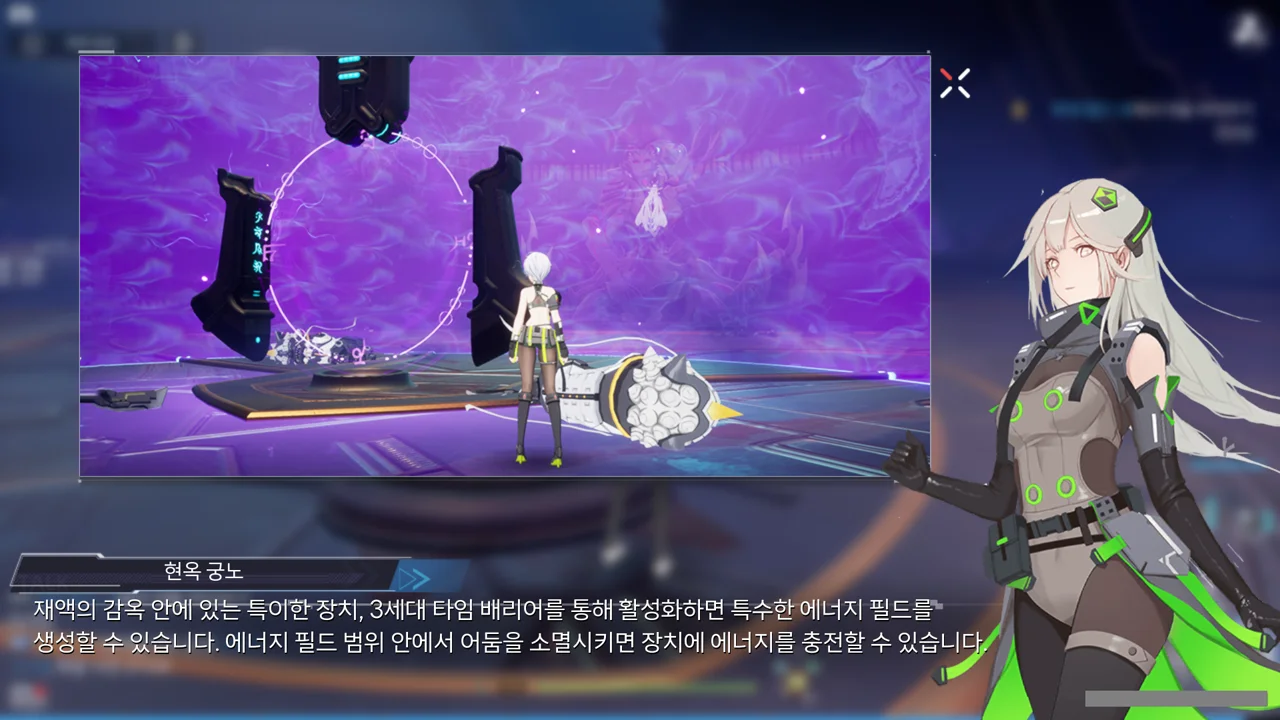 현옥 궁노
재액의 감옥 안에 있는 특이한 장치, 3세대 타임 배리어를 통해 활성화하면 특수한 에너지 필드를
생성할 수 있습니다. 에너지 필드 범위 안에서 어둠을 소멸시키면 장치에 에너지를 충전할 수 있습니다.